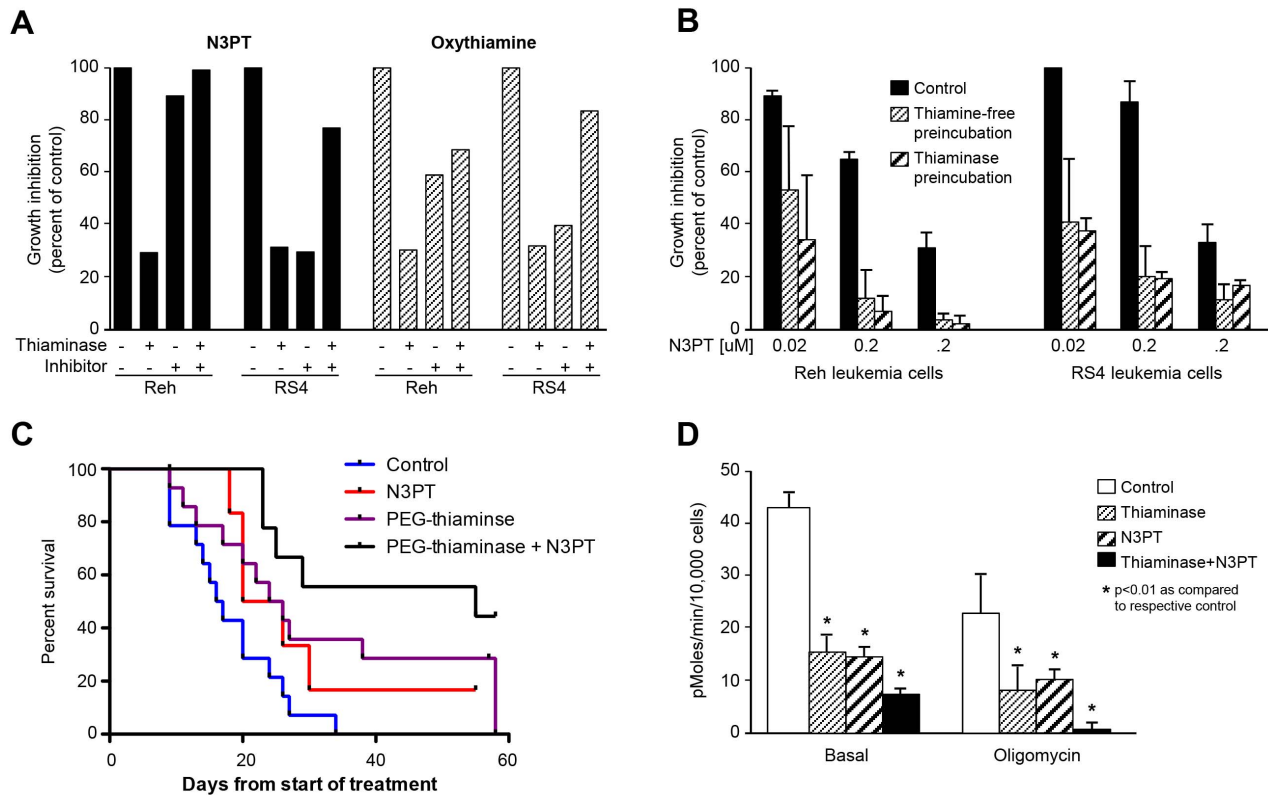 A
N3PT
Oxythiamine
Growth inhibition
(percent of control)
100
80
60
40
20
0
Thiaminase - + - + - + - + - + - + - + - +
Inhibitor - - + + - - + + - - + + - - + +
Reh RS4 Reh RS4
B
Growth inhibition
(percent of control)
100
80
60
40
20
0
Control
Thiamine-free
preincubation
Thiaminase
preincubation
N3PT [uM] 0.02 0.2 .2 0.02 0.2 .2
Reh leukemia cells RS4 leukemia cells
C
Percent survival
100
80
60
40
20
0
Control
N3PT
PEG-thiaminse
PEG-thiaminase + N3PT
0 20 40 60
Days from start of treatment
D
pMoles/min/10,000 cells)
50
40
30
20
10
0
Control
Thiaminase
N3PT
Thiaminase+N3PT
* p<0.01 as compared
to respective control
* * *
* * *
Basal Oligomycin